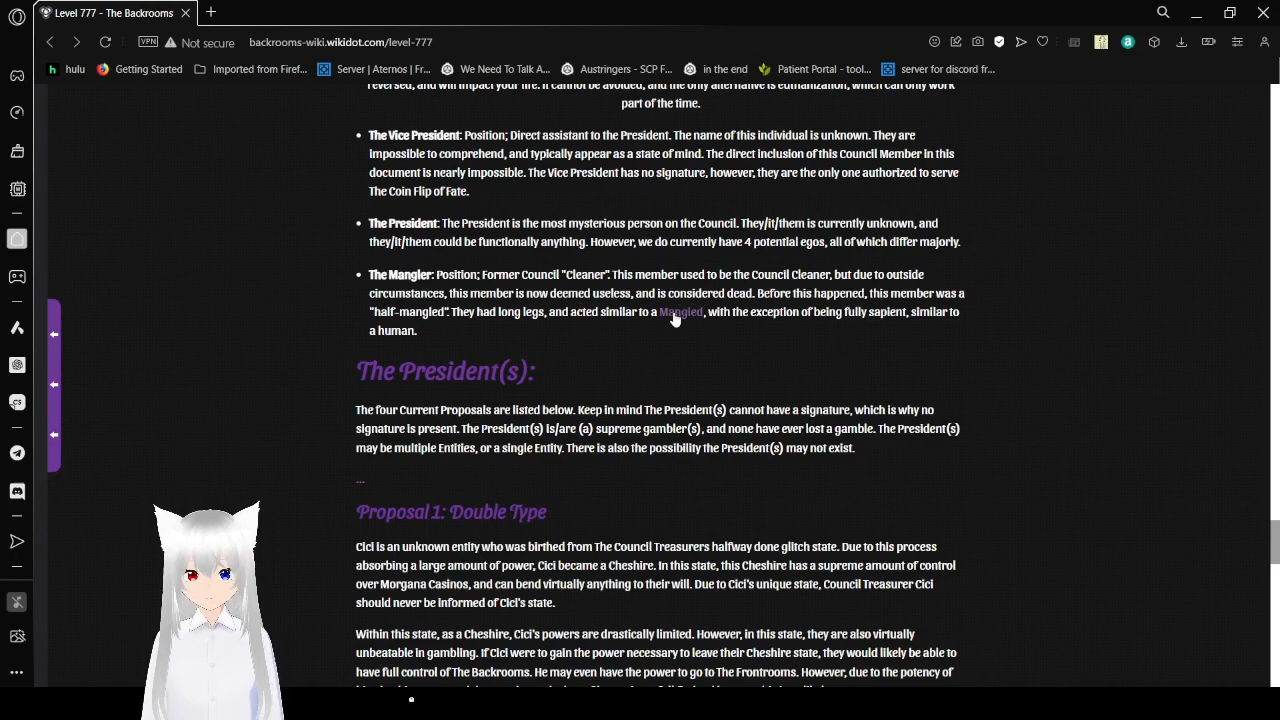 Level 777 - The Backrooms
VPN Not secure backrooms-wiki.wikidot.com/level-777
hulu Getting Started Imported from Firef... Server | Aternos | Fr... We Need To Talk A... Austringers - SCP F... in the end Patient Portal - tool... server for discord fr...
reversed, and will impact your life. It cannot be avoided, and the only alternative is euthanization, which can only work
part of the time.
• The Vice President: Position; Direct assistant to the President. The name of this individual is unknown. They are
impossible to comprehend, and typically appear as a state of mind. The direct inclusion of this Council Member in this
document is nearly impossible. The Vice President has no signature, however, they are the only one authorized to serve
The Coin Flip of Fate.
• The President: The President is the most mysterious person on the Council. They/it/them is currently unknown, and
they/it/them could be functionally anything. However, we do currently have 4 potential egos, all of which differ majorly.
• The Mangler: Position; Former Council "Cleaner". This member used to be the Council Cleaner, but due to outside
circumstances, this member is now deemed useless, and is considered dead. Before this happened, this member was a
"half-mangled". They had long legs, and acted similar to a Mangled, with the exception of being fully sapient, similar to
a human.
The President(s):
The four Current Proposals are listed below. Keep in mind The President(s) cannot have a signature, which is why no
signature is present. The President(s) is/are (a) supreme gambler(s), and none have ever lost a gamble. The President(s)
may be multiple Entities, or a single Entity. There is also the possibility the President(s) may not exist.
...
Proposal 1: Double Type
Cici is an unknown entity who was birthed from The Council Treasurers halfway done glitch state. Due to this process
absorbing a large amount of power, Cici became a Cheshire. In this state, this Cheshire has a supreme amount of control
over Morgana Casinos, and can bend virtually anything to their will. Due to Cici's unique state, Council Treasurer Cici
should never be informed of Cici's state.
Within this state, as a Cheshire, Cici's powers are drastically limited. However, in this state, they are also virtually
unbeatable in gambling. If Cici were to gain the power necessary to leave their Cheshire state, they would likely be able to
have full control of The Backrooms. He may even have the power to go to The Frontrooms. However, due to the potency of